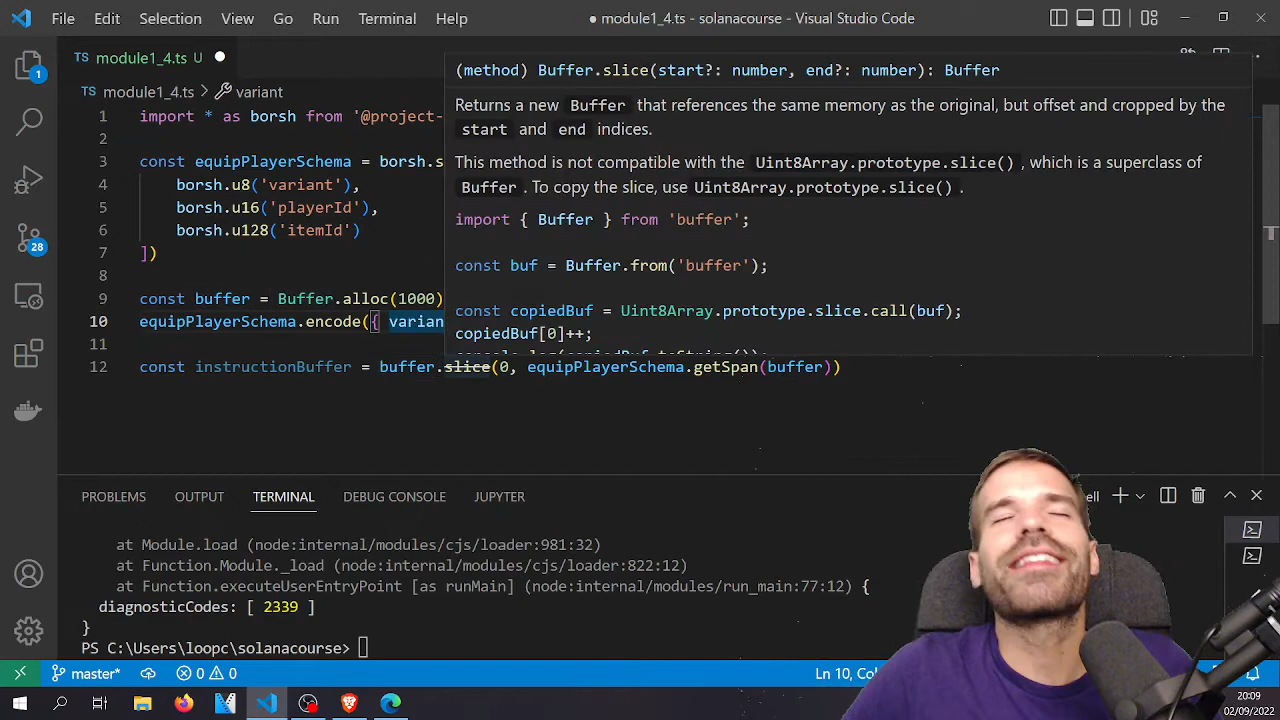 File Edit Selection View Go Run Terminal Help
● module1_4.ts - solanacourse - Visual Studio Code
TS module1_4.ts U ●
TS module1_4.ts > variant
1 import * as borsh from '@project-
2
3 const equipPlayerSchema = borsh.s
4 borsh.u8('variant'),
5 borsh.u16('playerId'),
6 borsh.u128('itemId')
7 ])
8
9 const buffer = Buffer.alloc(1000)
10 equipPlayerSchema.encode({ varian
11
12 const instructionBuffer = buffer.slice(0, equipPlayerSchema.getSpan(buffer))
(method) Buffer.slice(start?: number, end?: number): Buffer
Returns a new Buffer that references the same memory as the original, but offset and cropped by the
start and end indices.
This method is not compatible with the Uint8Array.prototype.slice() , which is a superclass of
Buffer . To copy the slice, use Uint8Array.prototype.slice() .
import { Buffer } from 'buffer';
const buf = Buffer.from('buffer');
const copiedBuf = Uint8Array.prototype.slice.call(buf);
copiedBuf[0]++;
1
28
PROBLEMS OUTPUT TERMINAL DEBUG CONSOLE JUPYTER
ell
at Module.load (node:internal/modules/cjs/loader:981:32)
at Function.Module._load (node:internal/modules/cjs/loader:822:12)
at Function.executeUserEntryPoint [as runMain] (node:internal/modules/run_main:77:12) {
diagnosticCodes: [ 2339 ]
}
PS C:\Users\loopc\solanacourse>
master* 0 0 Ln 10, Co
20:09
02/09/2022